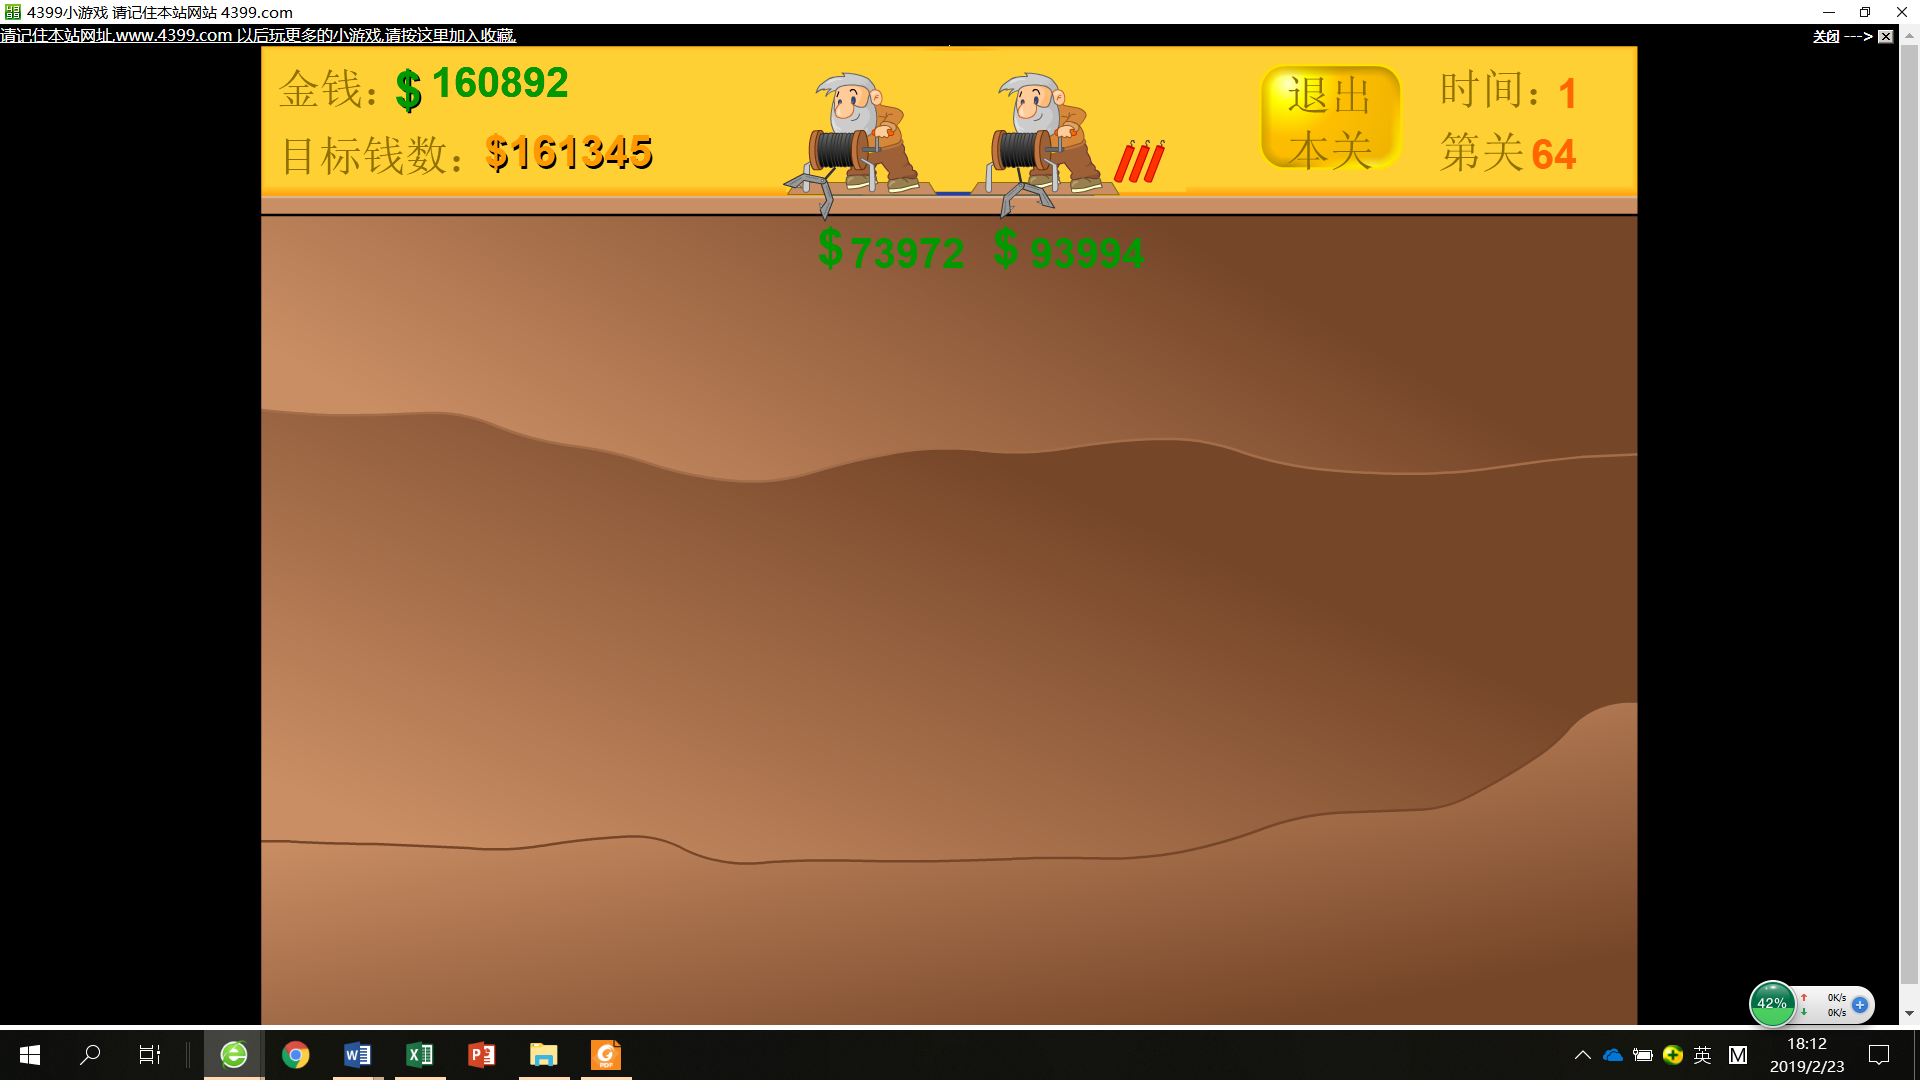 4399小游戏 请记住本站网站 4399.com
请记住本站网址,www.4399.com 以后玩更多的小游戏,请按这里加入收藏.
关闭 --->
金钱：$ 160892
目标钱数：$161345
退出
本关
时间：1
第关 64
$ 73972 $ 93994
42%
0K/s
0K/s
英
M
18:12
2019/2/23